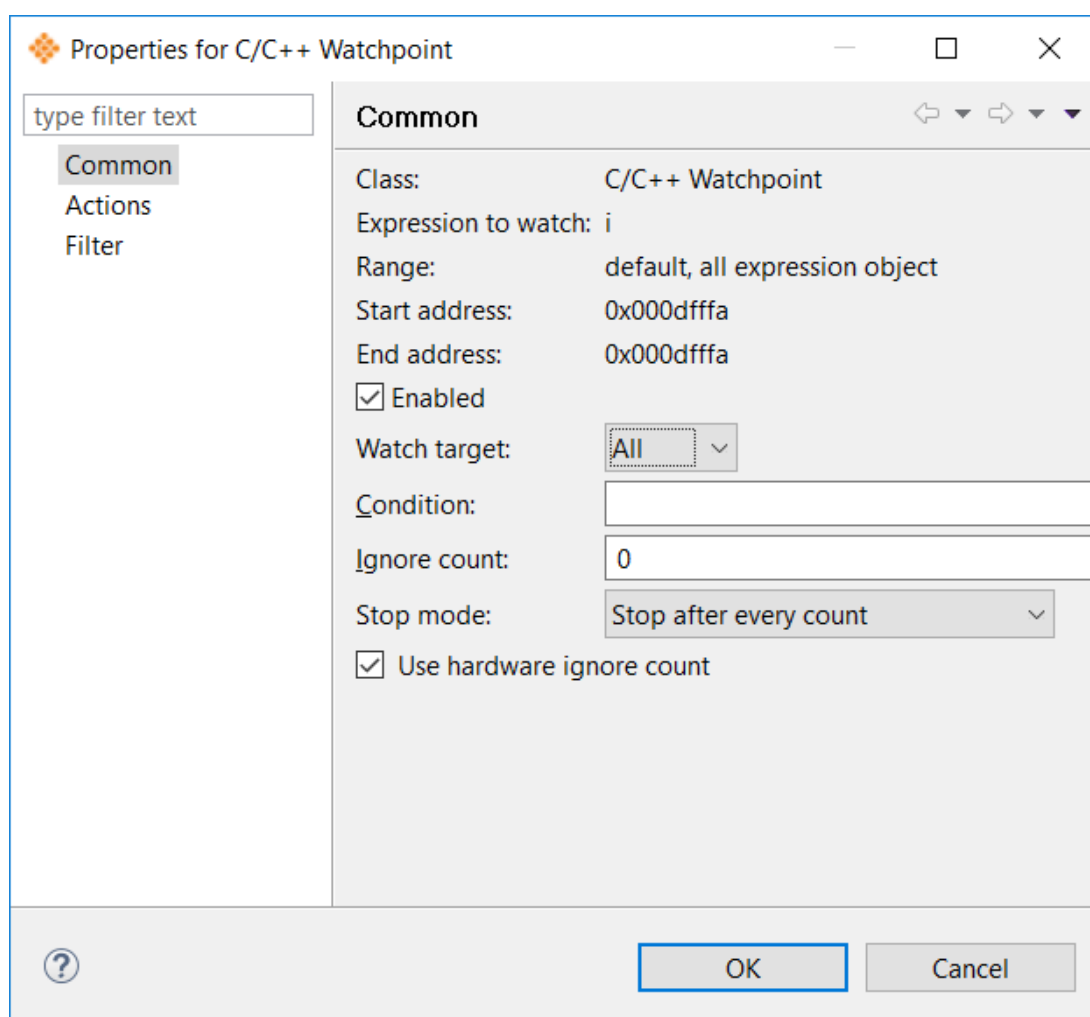 Properties for C/C++ Watchpoint
type filter text
Common
Actions
Filter
Common
Class: C/C++ Watchpoint
Expression to watch: i
Range: default, all expression object
Start address: 0x000dfffa
End address: 0x000dfffa
Enabled
Watch target: All
Condition:
Ignore count: 0
Stop mode: Stop after every count
Use hardware ignore count
?
OK Cancel